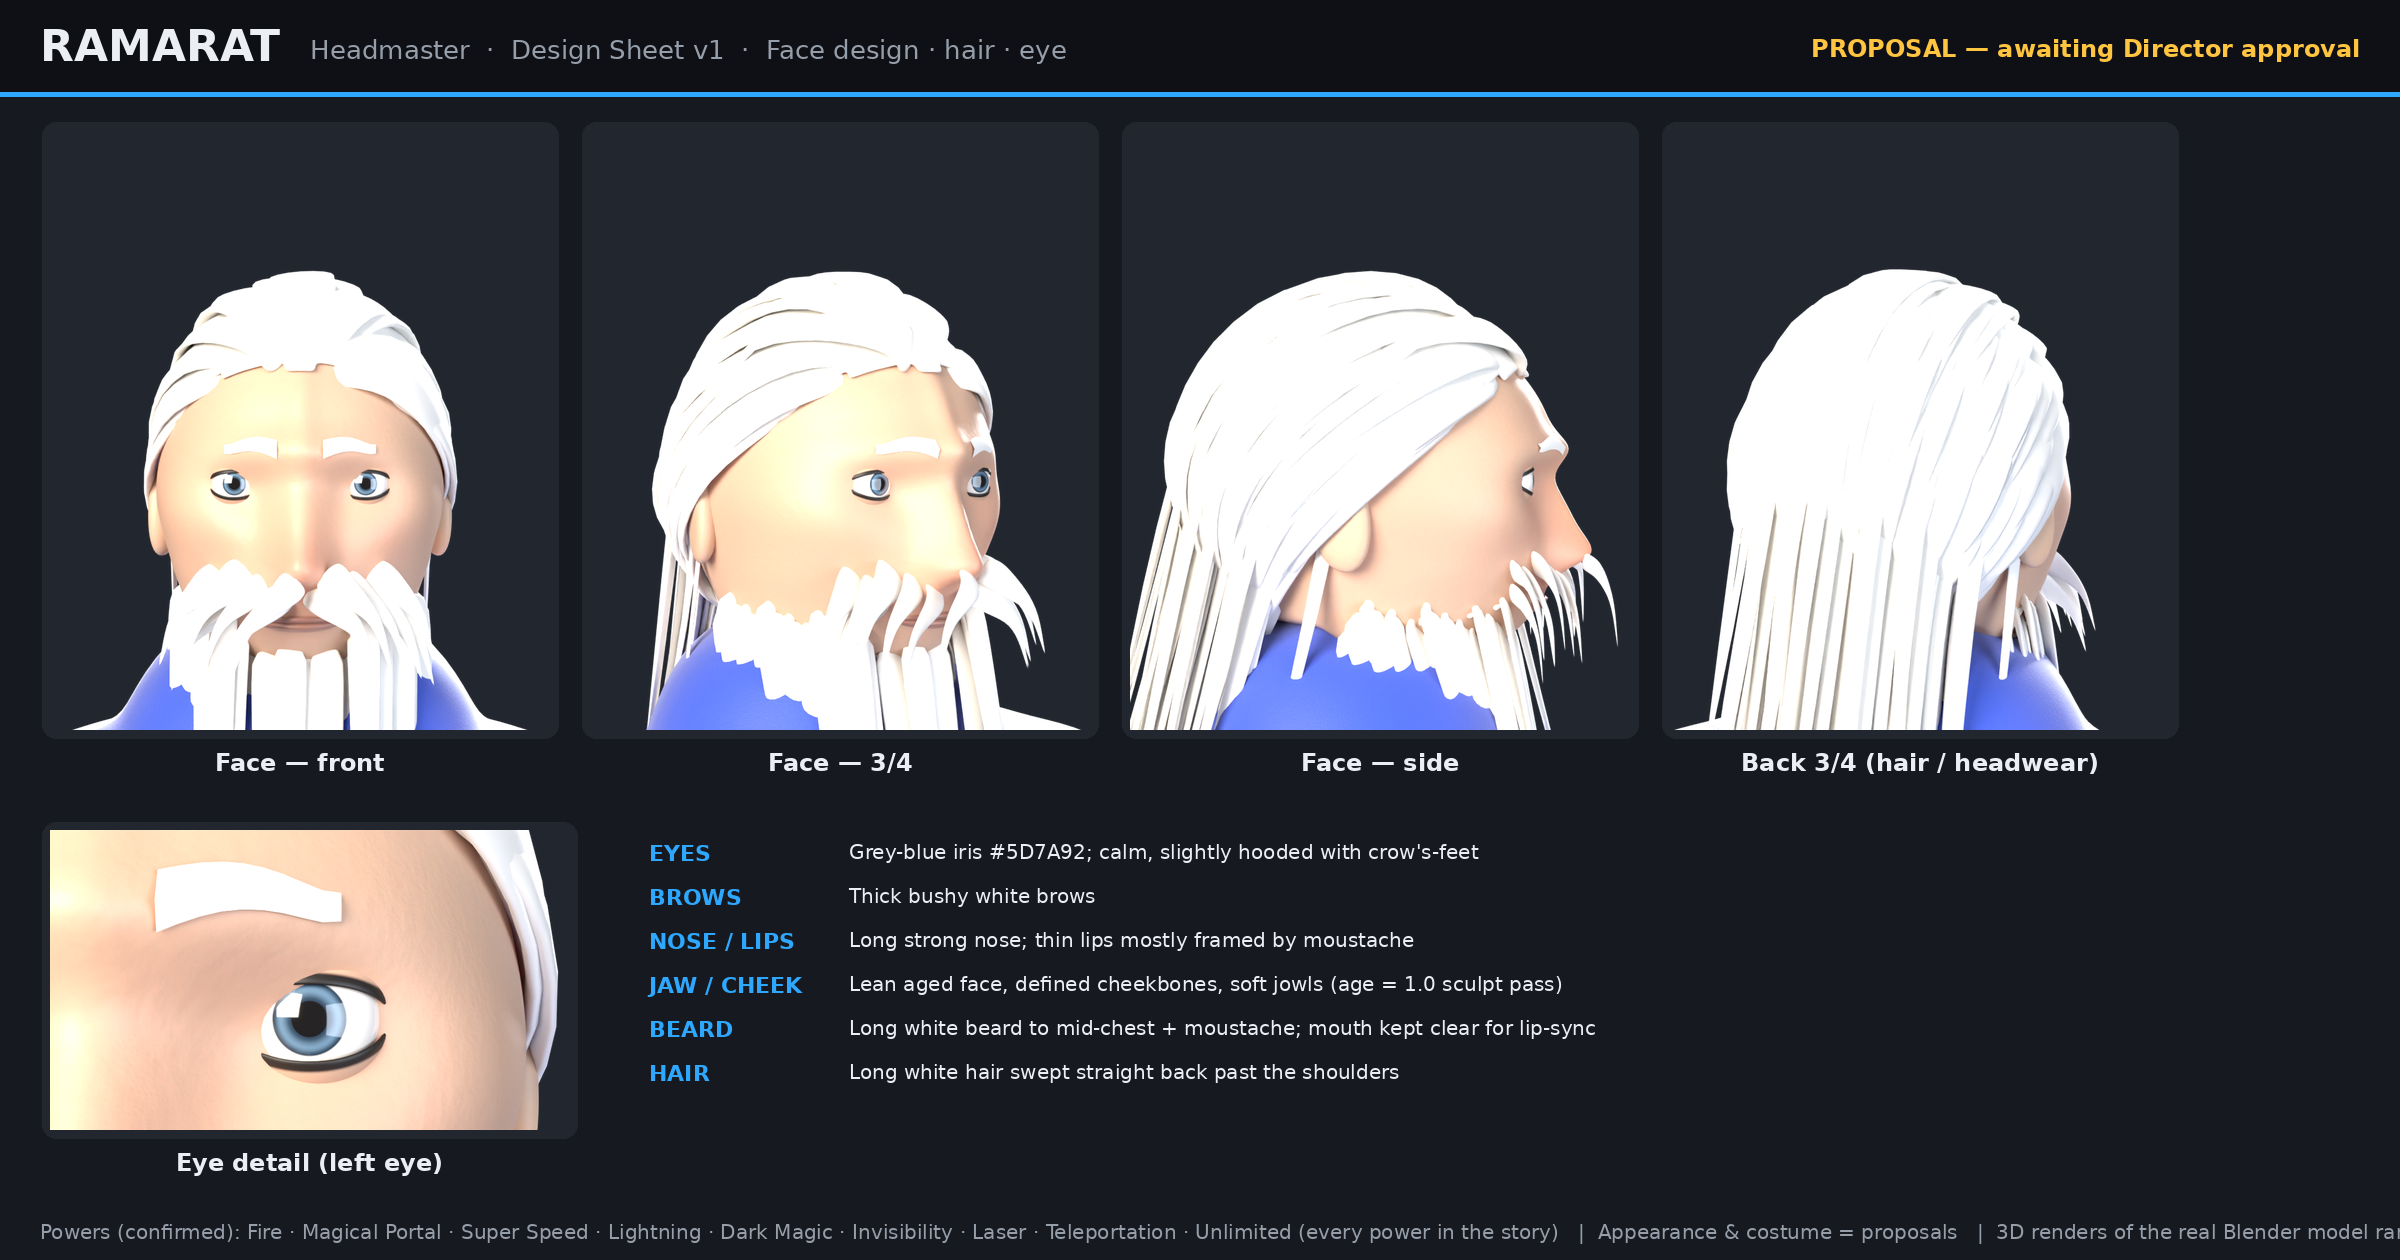 RAMARAT Headmaster · Design Sheet v1 · Face design · hair · eye
PROPOSAL — awaiting Director approval
Face — front
Face — 3/4
Face — side
Back 3/4 (hair / headwear)
EYES Grey-blue iris #5D7A92; calm, slightly hooded with crow's-feet
BROWS Thick bushy white brows
NOSE / LIPS Long strong nose; thin lips mostly framed by moustache
JAW / CHEEK Lean aged face, defined cheekbones, soft jowls (age = 1.0 sculpt pass)
BEARD Long white beard to mid-chest + moustache; mouth kept clear for lip-sync
HAIR Long white hair swept straight back past the shoulders
Eye detail (left eye)
Powers (confirmed): Fire · Magical Portal · Super Speed · Lightning · Dark Magic · Invisibility · Laser · Teleportation · Unlimited (every power in the story) | Appearance & costume = proposals | 3D renders of the real Blender model